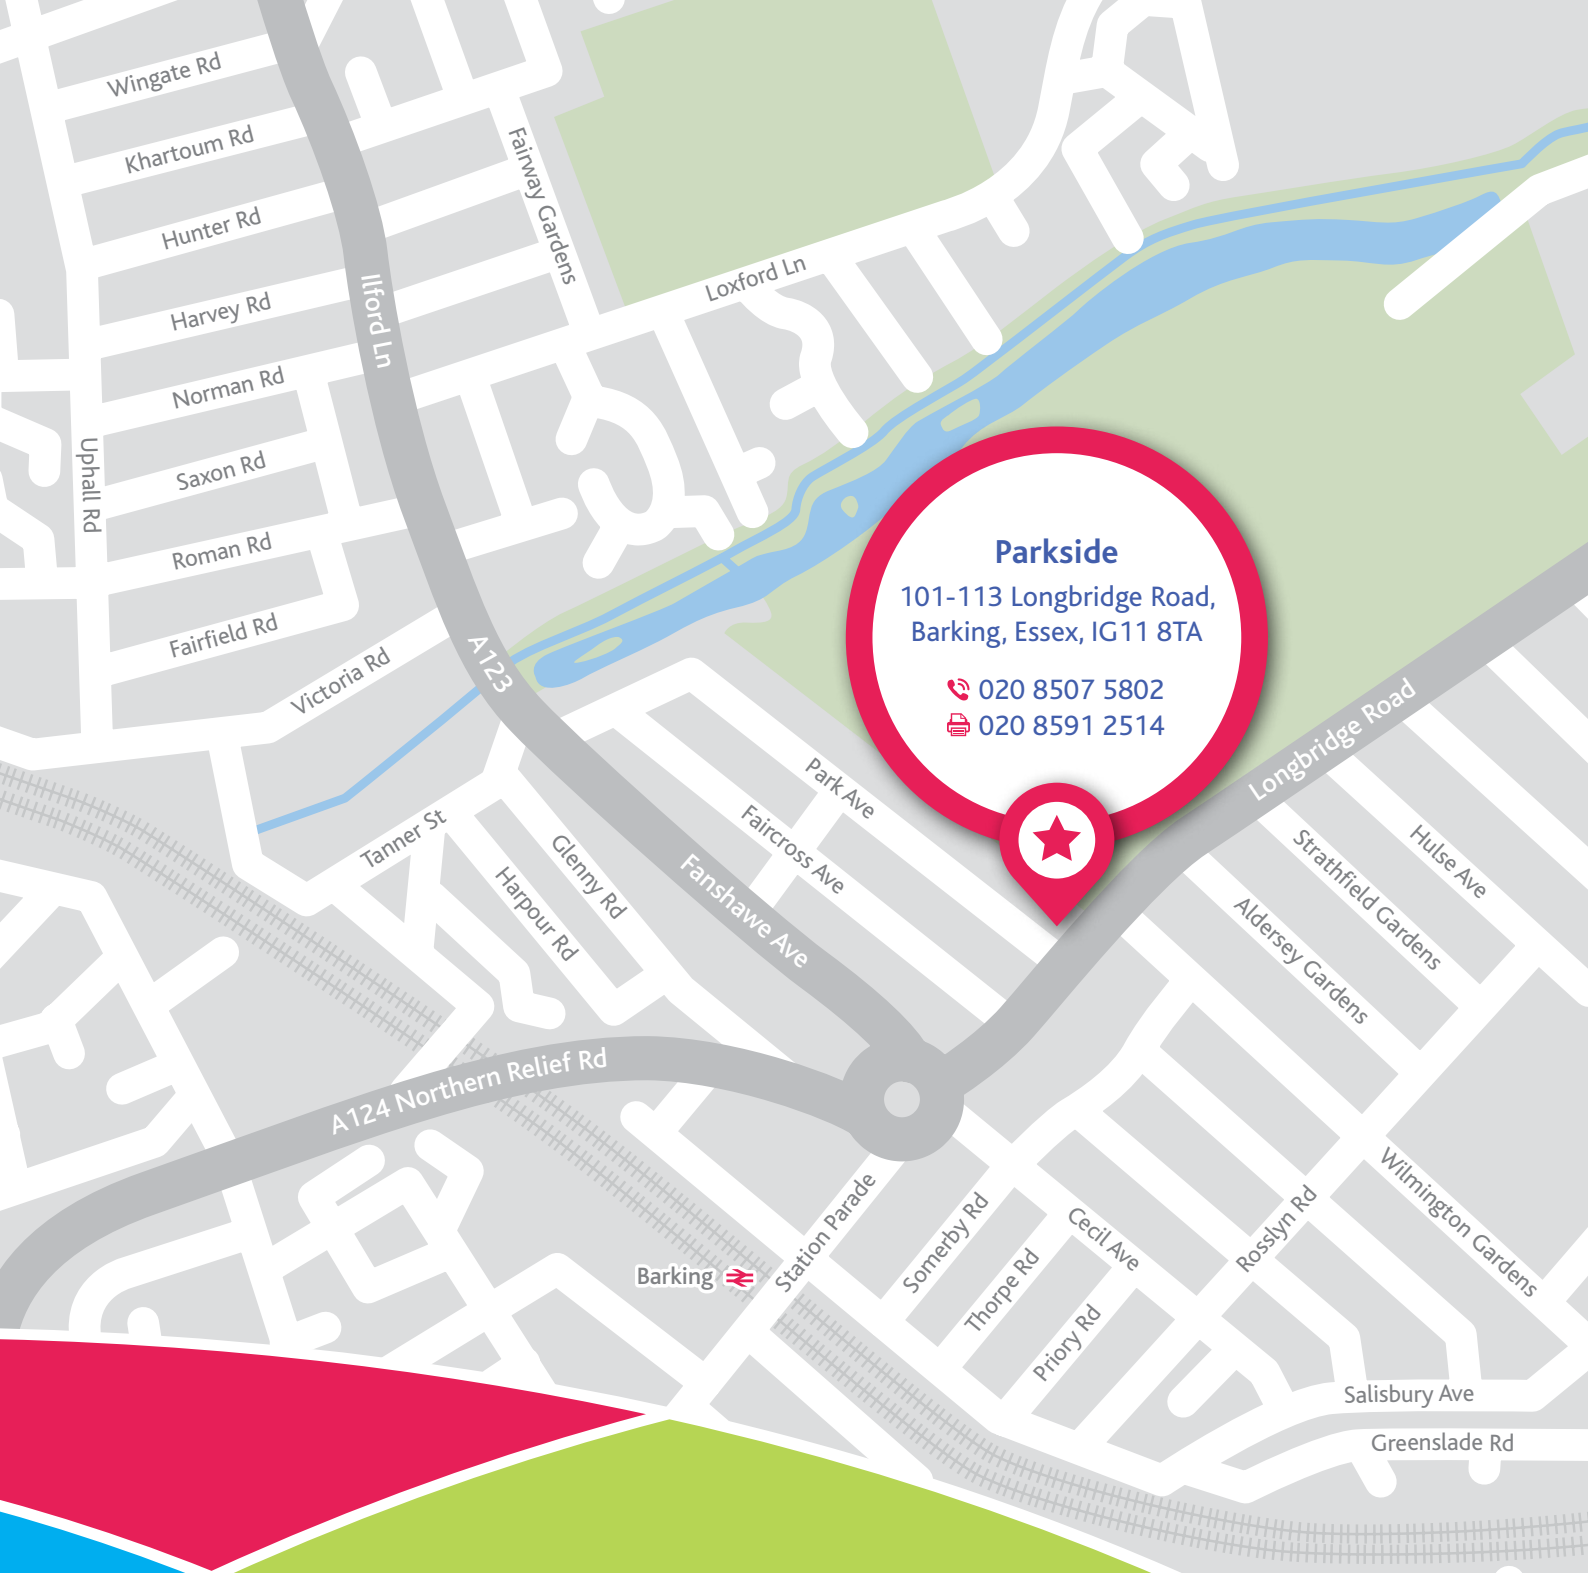 Wingate Rd
Khartoum Rd
Hunter Rd
Harvey Rd
Norman Rd
Saxon Rd
Roman Rd
Fairfield Rd
Victoria Rd
Uphall Rd
Ilford Ln
Fairway Gardens
Loxford Ln
A123
Parkside
101-113 Longbridge Road,
Barking, Essex, IG11 8TA
020 8507 5802
020 8591 2514
Longbridge Road
Park Ave
Faircross Ave
Fanshawe Ave
Tanner St
Glenny Rd
Harpour Rd
Hulse Ave
Strathfield Gardens
Aldersey Gardens
A124 Northern Relief Rd
Barking
Station Parade
Somerby Rd
Thorpe Rd
Priory Rd
Cecil Ave
Rosslyn Rd
Wilmington Gardens
Salisbury Ave
Greenslade Rd